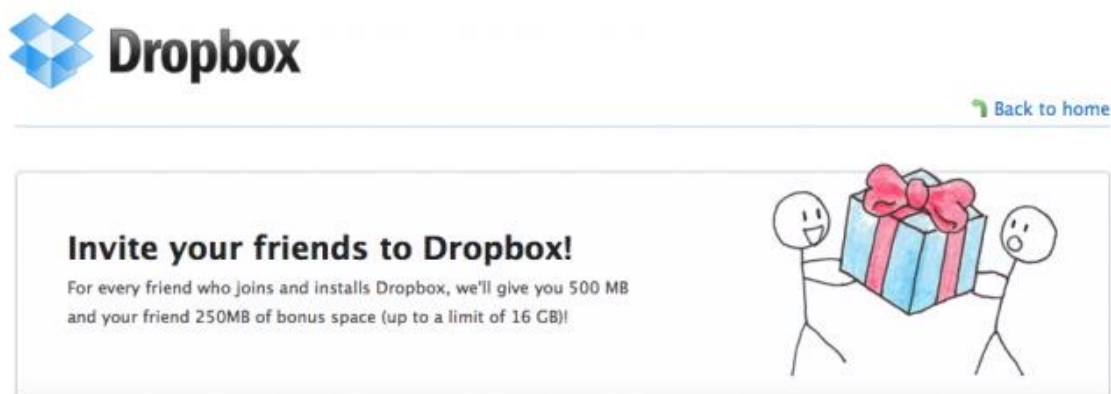 Dropbox
Back to home
Invite your friends to Dropbox!
For every friend who joins and installs Dropbox, we'll give you 500 MB
and your friend 250MB of bonus space (up to a limit of 16 GB)!